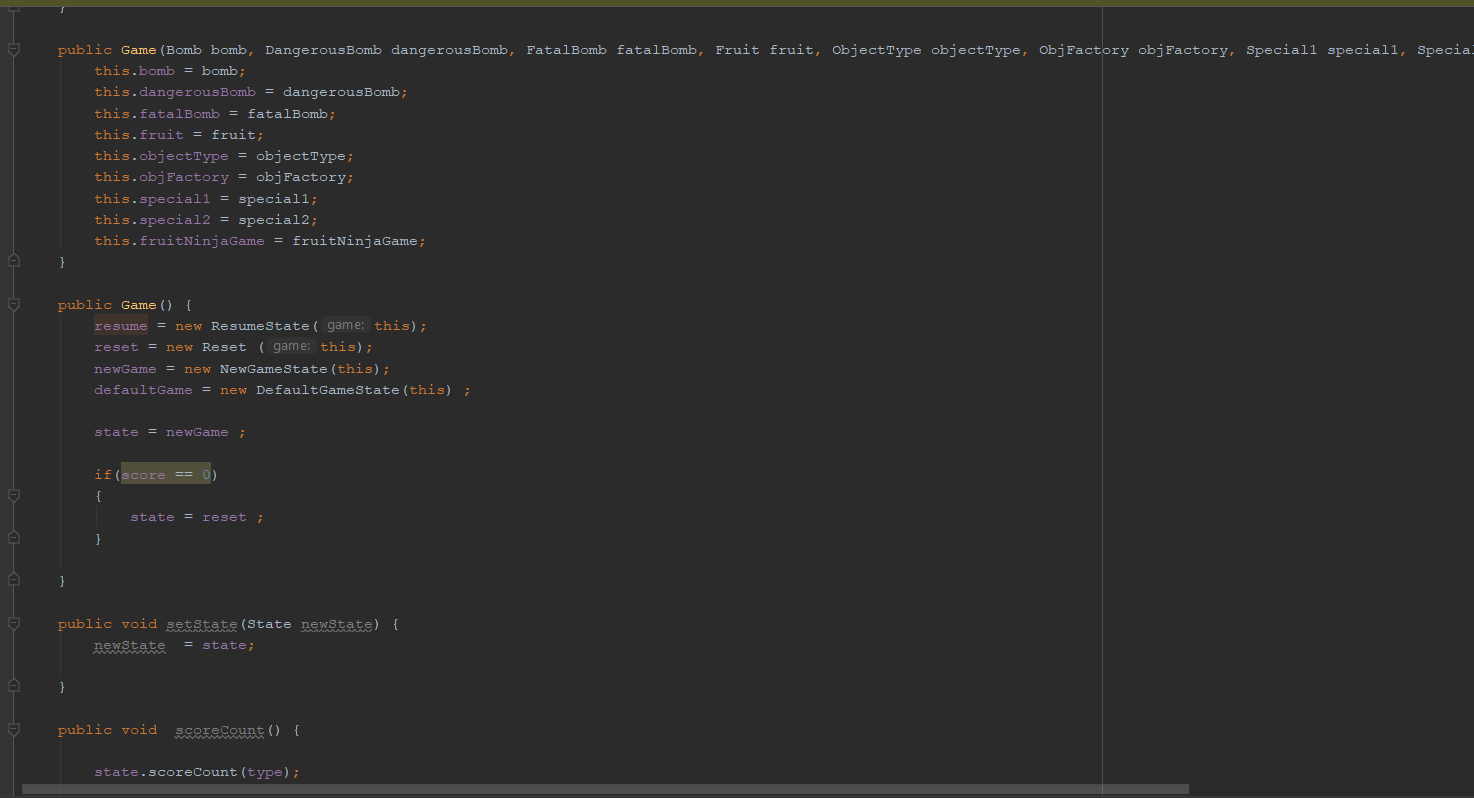 }
public Game(Bomb bomb, DangerousBomb dangerousBomb, FatalBomb fatalBomb, Fruit fruit, ObjectType objectType, ObjFactory objFactory, Special1 special1, Special
this.bomb = bomb;
this.dangerousBomb = dangerousBomb;
this.fatalBomb = fatalBomb;
this.fruit = fruit;
this.objectType = objectType;
this.objFactory = objFactory;
this.special1 = special1;
this.special2 = special2;
this.fruitNinjaGame = fruitNinjaGame;
}
public Game() {
resume = new ResumeState( game: this);
reset = new Reset ( game: this);
newGame = new NewGameState(this);
defaultGame = new DefaultGameState(this) ;
state = newGame ;
if(score == 0)
{
state = reset ;
}
}
public void setState(State newState) {
newState  = state;
}
public void  scoreCount() {
state.scoreCount(type);